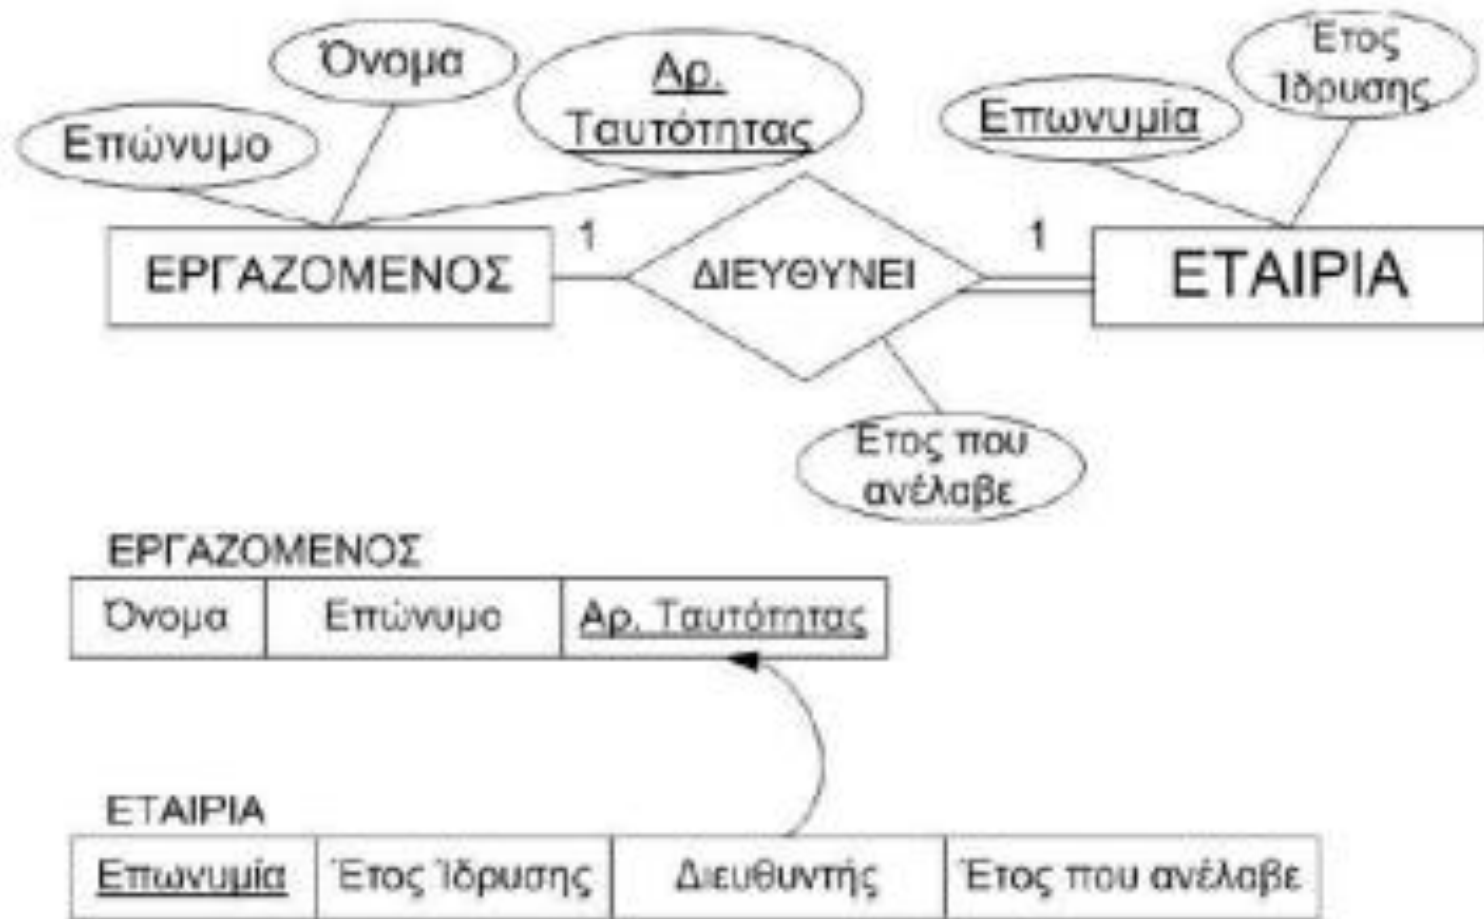 Όνομα
Επώνυμο
Αρ.
Ταυτότητας
Επωνυμία
Έτος
Ίδρυσης
ΕΡΓΑΖΟΜΕΝΟΣ
1
ΔΙΕΥΘΥΝΕΙ
1
ΕΤΑΙΡΙΑ
Έτος που
ανέλαβε
ΕΡΓΑΖΟΜΕΝΟΣ
Όνομα Επώνυμο Αρ. Ταυτότητας
ΕΤΑΙΡΙΑ
Επωνυμία Έτος Ίδρυσης Διευθυντής Έτος που ανέλαβε